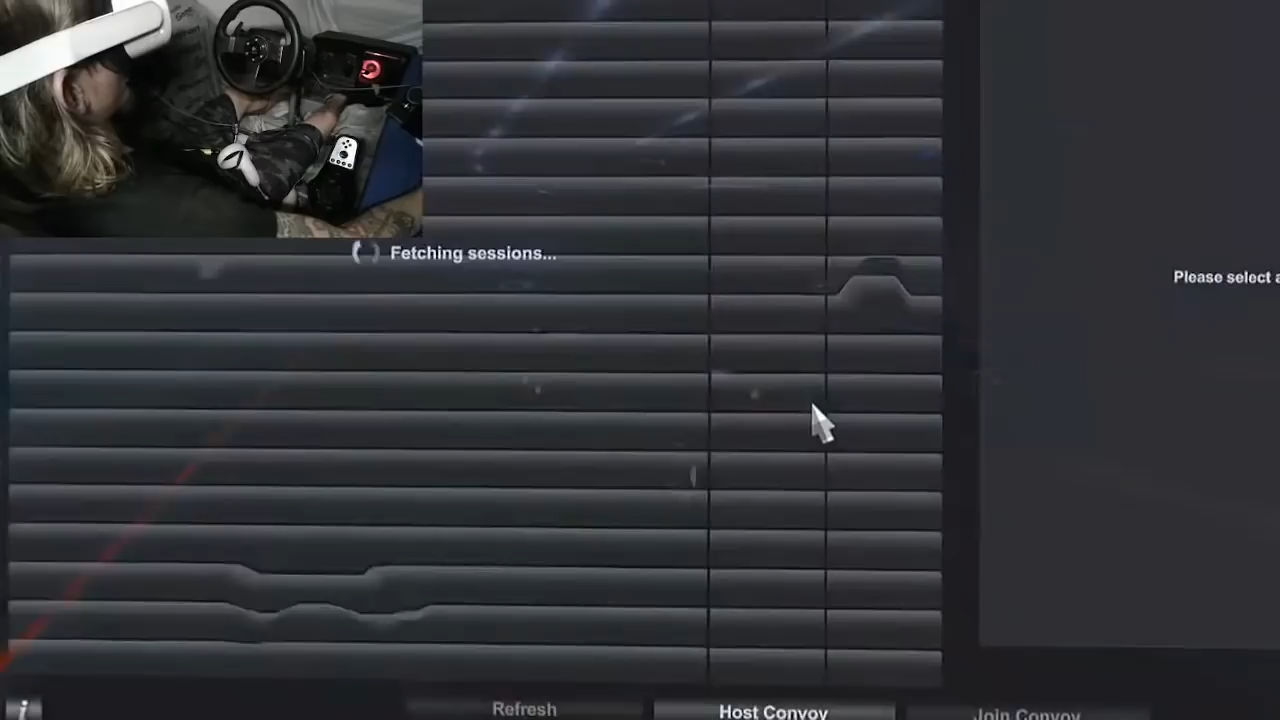 Fetching sessions...
Please select a
i
Refresh
Host Convoy
Join Convoy